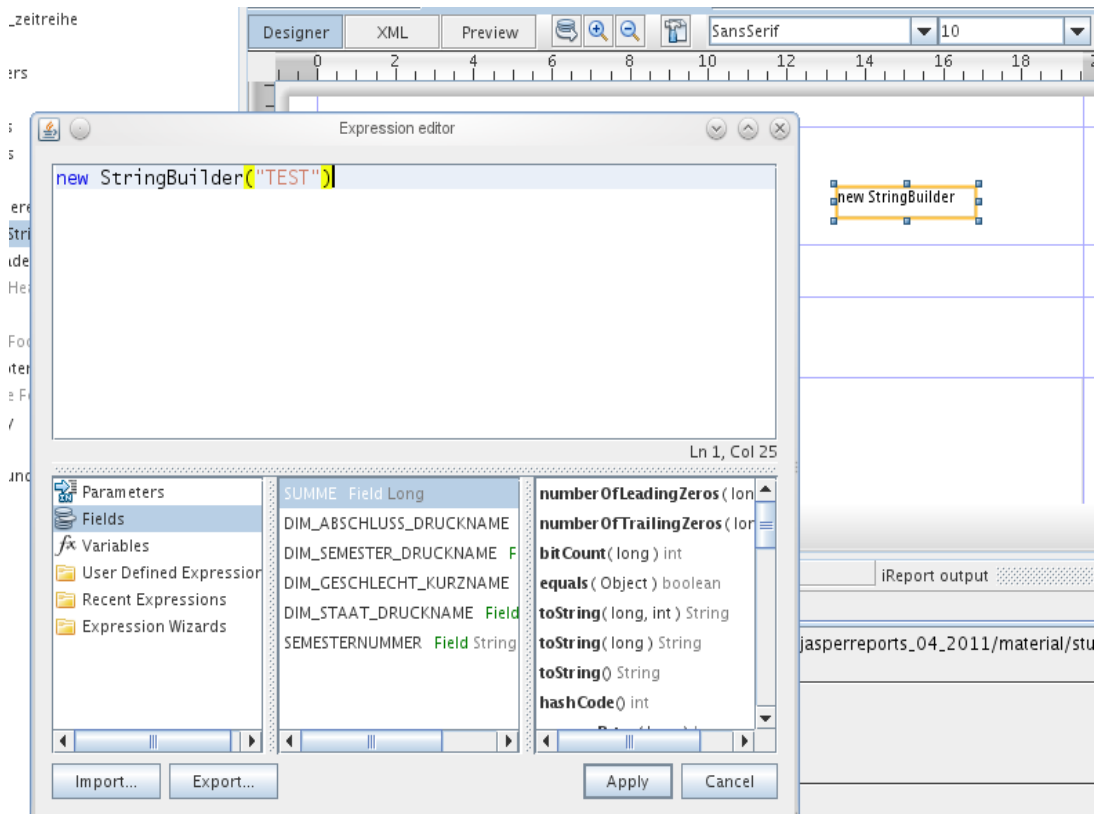 _zeitreihe
Designer XML Preview SansSerif 10
0 2 4 6 8 10 12 14 16 18
ers
Expression editor
new StringBuilder("TEST")
new StringBuilder
Ln 1, Col 25
Parameters
Fields
Variables
User Defined Expression
Recent Expressions
Expression Wizards
SUMME Field Long
DIM_ABSCHLUSS_DRUCKNAME
DIM_SEMESTER_DRUCKNAME F
DIM_GESCHLECHT_KURZNAME
DIM_STAAT_DRUCKNAME Field
SEMESTERNUMMER Field String
numberOfLeadingZeros( lon
numberOfTrailingZeros( lor
bitCount( long ) int
equals( Object ) boolean
toString( long, int ) String
toString( long ) String
toString() String
hashCode() int
iReport output
jasperreports_04_2011/material/stu
Import... Export... Apply Cancel